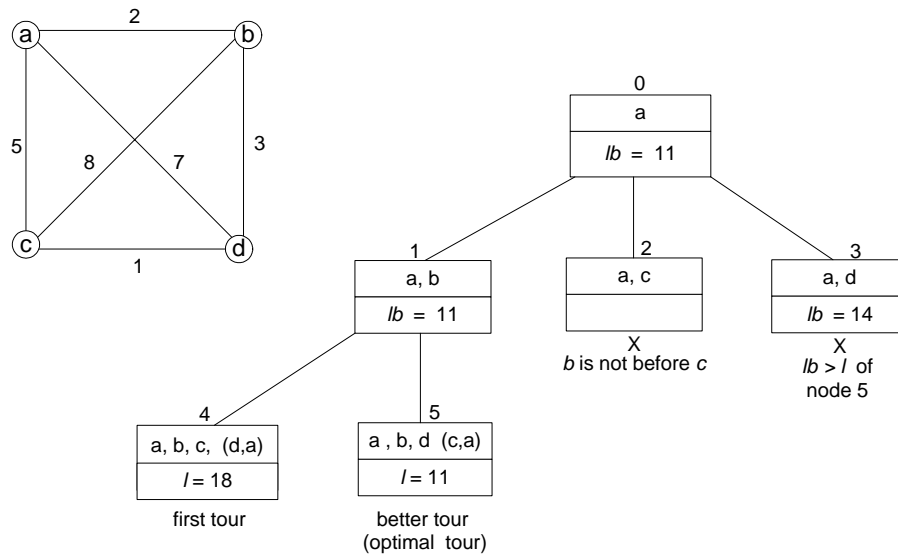 2
a
b
5
8
7
3
c
d
1
0
a
lb = 11
1
a, b
lb = 11
2
a, c
X
b is not before c
3
a, d
lb = 14
X
lb > l of
node 5
4
a, b, c, (d,a)
l = 18
first tour
5
a , b, d (c,a)
l = 11
better tour
(optimal tour)